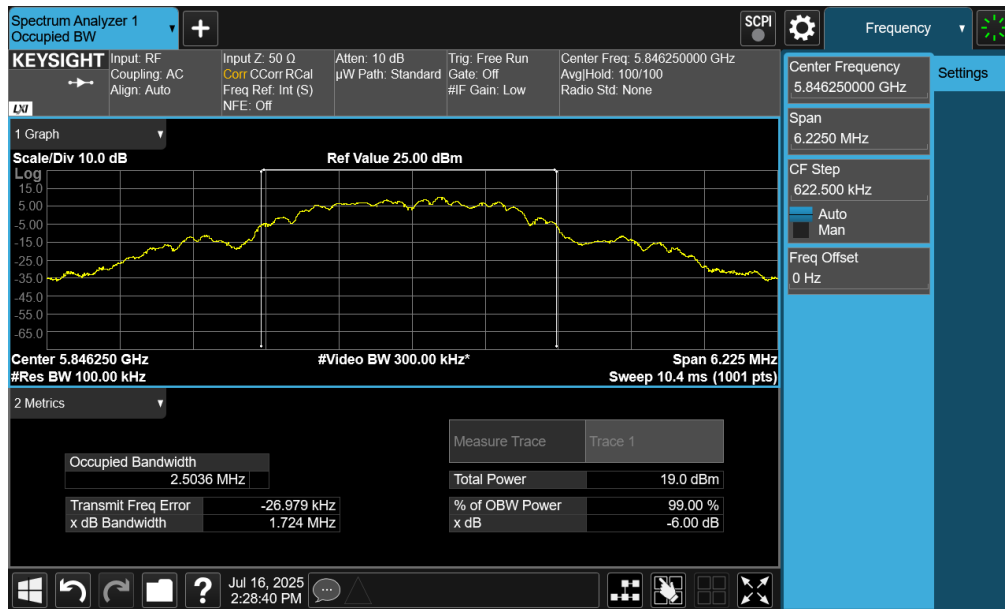 Spectrum Analyzer 1
Occupied BW
+
SCPI
Frequency
KEYSIGHT
LXI
Input: RF
Coupling: AC
Align: Auto
Input Z: 50 Ω
Corr CCorr RCal
Freq Ref: Int (S)
NFE: Off
Atten: 10 dB
µW Path: Standard
Trig: Free Run
Gate: Off
#IF Gain: Low
Center Freq: 5.846250000 GHz
Avg|Hold: 100/100
Radio Std: None
Center Frequency
5.846250000 GHz
Settings
Span
6.2250 MHz
CF Step
622.500 kHz
Auto
Man
Freq Offset
0 Hz
1 Graph
Scale/Div 10.0 dB
Ref Value 25.00 dBm
Log
15.0
5.00
-5.00
-15.0
-25.0
-35.0
-45.0
-55.0
-65.0
Center 5.846250 GHz
#Video BW 300.00 kHz*
Span 6.225 MHz
#Res BW 100.00 kHz
Sweep 10.4 ms (1001 pts)
2 Metrics
Measure Trace
Trace 1
Occupied Bandwidth
2.5036 MHz
Total Power
19.0 dBm
Transmit Freq Error
-26.979 kHz
% of OBW Power
99.00 %
x dB Bandwidth
1.724 MHz
x dB
-6.00 dB
?
Jul 16, 2025
2:28:40 PM